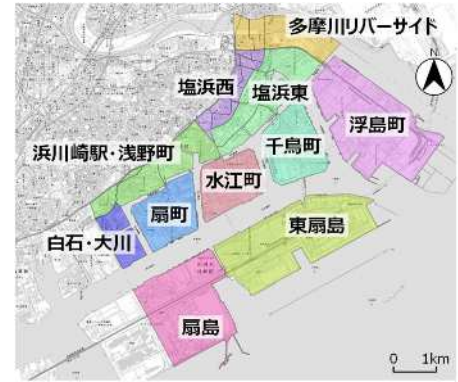 多摩川リバーサイド
N
塩浜西
塩浜東
浮島町
浜川崎駅・浅野町
千鳥町
水江町
扇町
白石・大川
東扇島
扇島
0 1km